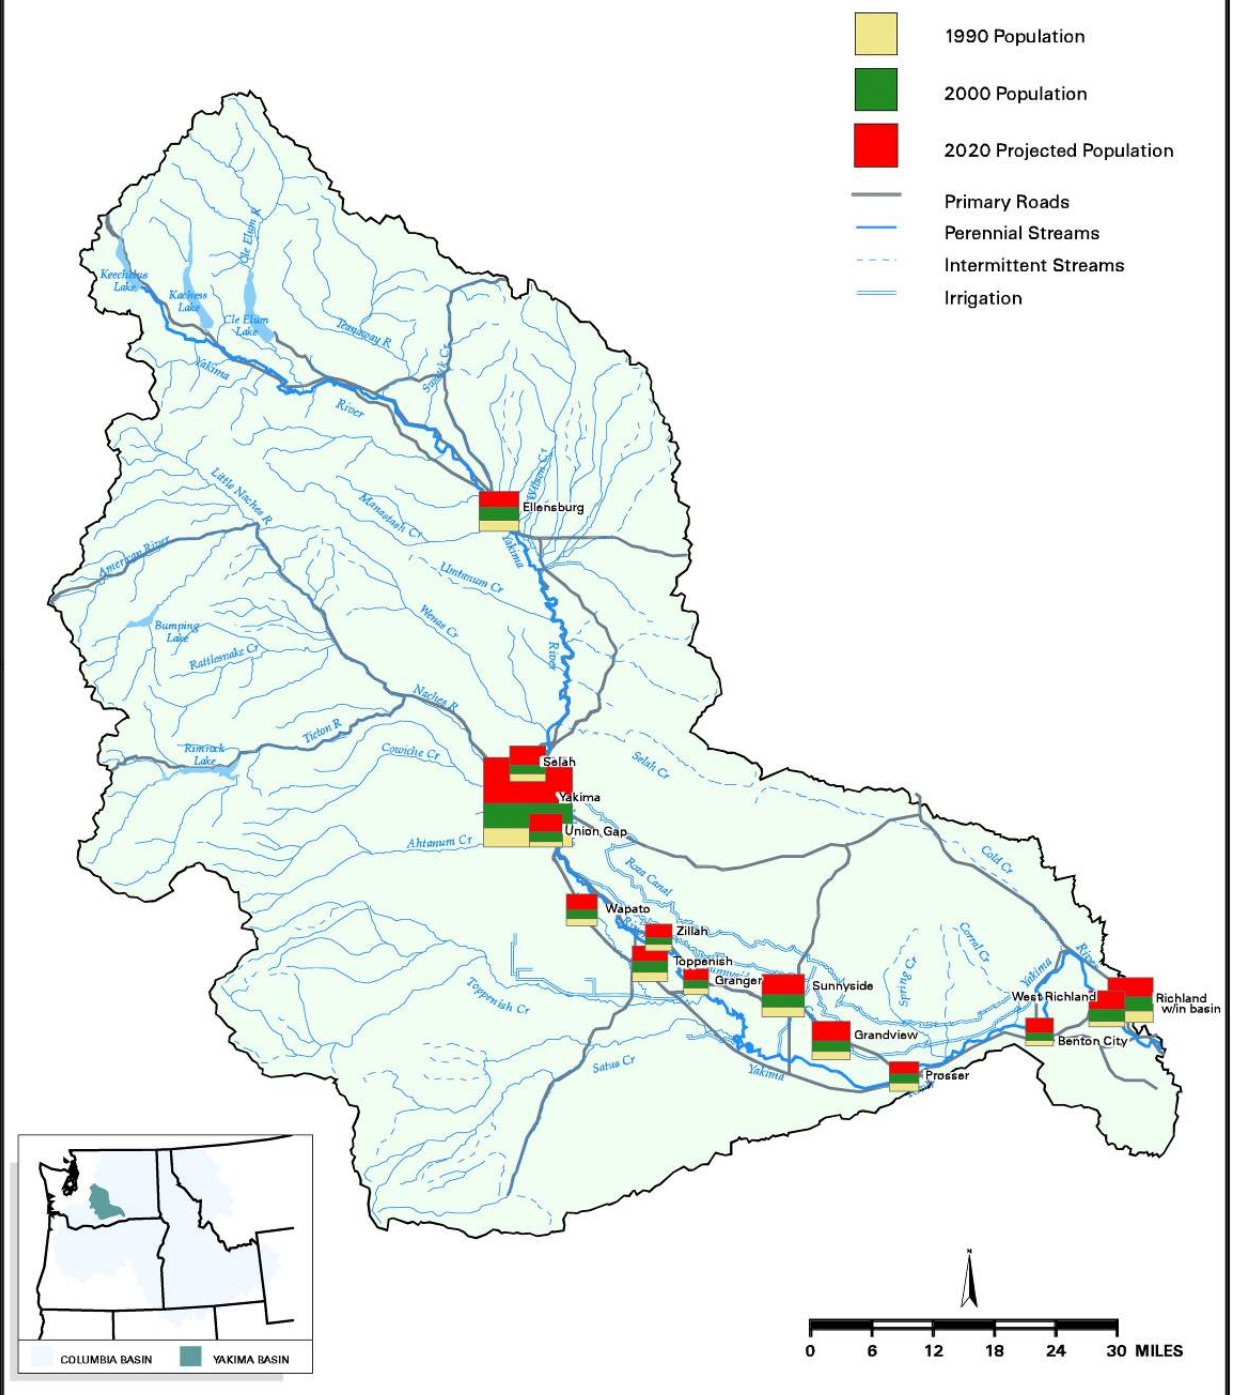 1990 Population
2000 Population
2020 Projected Population
Primary Roads
Perennial Streams
Intermittent Streams
Irrigation
Cle Elum R
Keechelus
Lake
Kachess
Lake
Cle Elum
Lake
Teanaway R
Swauk Cr
Yakima
River
Little Naches R
Manastash Cr
Wilson Cr
Ellensburg
American River
Yakima
Umtanum Cr
Wenas Cr
Bumping
Lake
River
Rattlesnake Cr
Naches R
Tieton R
Rimrock
Lake
Cowiche Cr
Selah
Selah Cr
Yakima
Union Gap
Ahtanum Cr
Roza Canal
Cold Cr
Wapato
Zillah
Toppenish
Granger
Toppenish Cr
Sunnyside
Spring Cr
Corral Cr
Yakima
River
West Richland
Richland
w/in basin
Grandview
Benton City
Satus Cr
Yakima
Prosser
COLUMBIA BASIN
YAKIMA BASIN
N
0 6 12 18 24 30 MILES